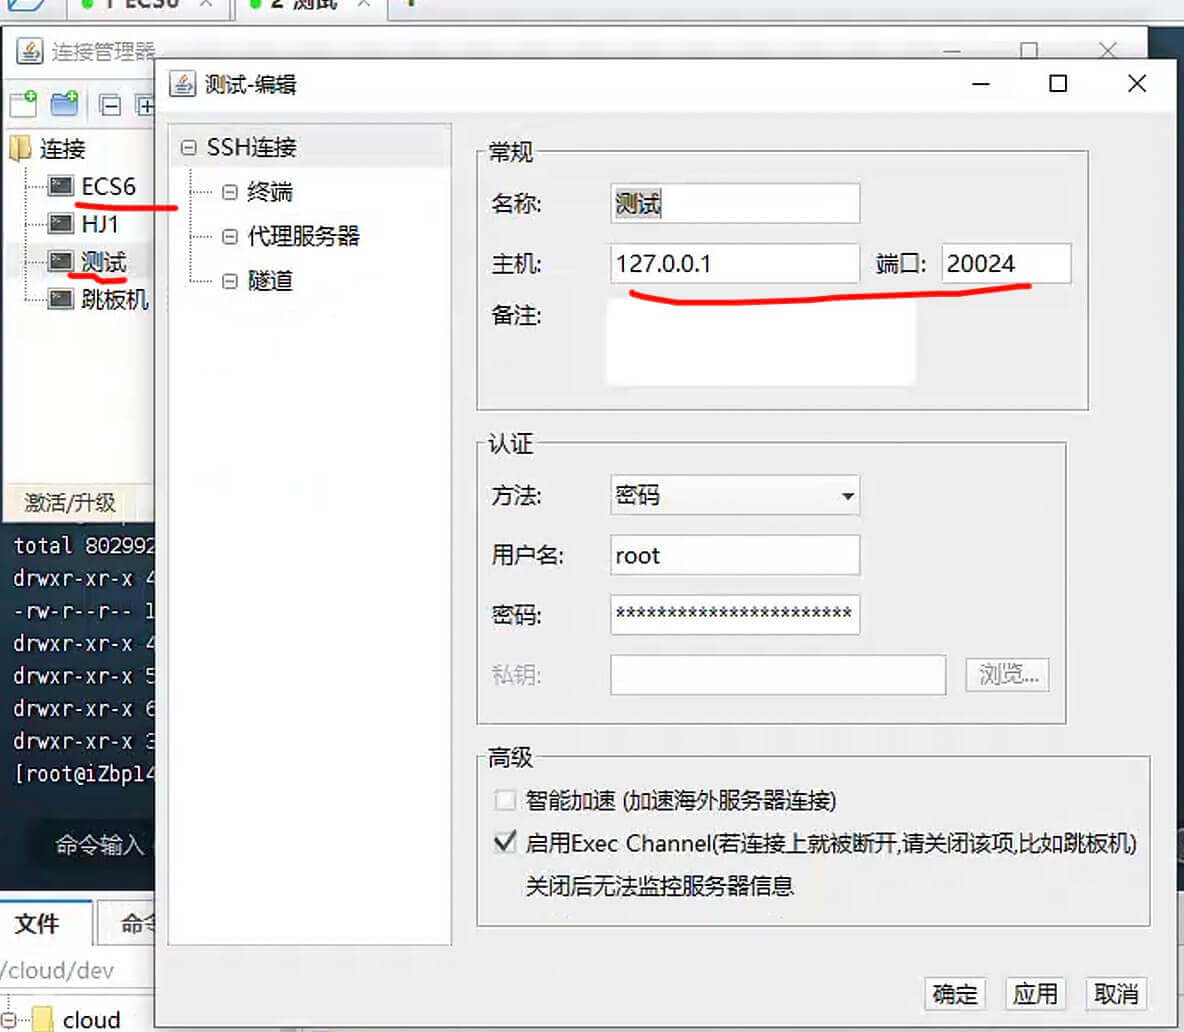 1 ECS6
2 测试
连接管理器
测试-编辑
连接
ECS6
HJ1
测试
跳板机
激活/升级
SSH连接
终端
代理服务器
隧道
常规
名称: 测试
主机: 127.0.0.1 端口: 20024
备注:
认证
方法: 密码
用户名: root
密码: ***********************
私钥: 浏览...
高级
智能加速 (加速海外服务器连接)
启用Exec Channel(若连接上就被断开,请关闭该项,比如跳板机)
关闭后无法监控服务器信息
确定 应用 取消
total 802992
drwxr-xr-x 4
-rw-r--r-- 1
drwxr-xr-x 4
drwxr-xr-x 5
drwxr-xr-x 6
drwxr-xr-x 3
[root@iZbp14
命令输入
文件 命令
/cloud/dev
cloud